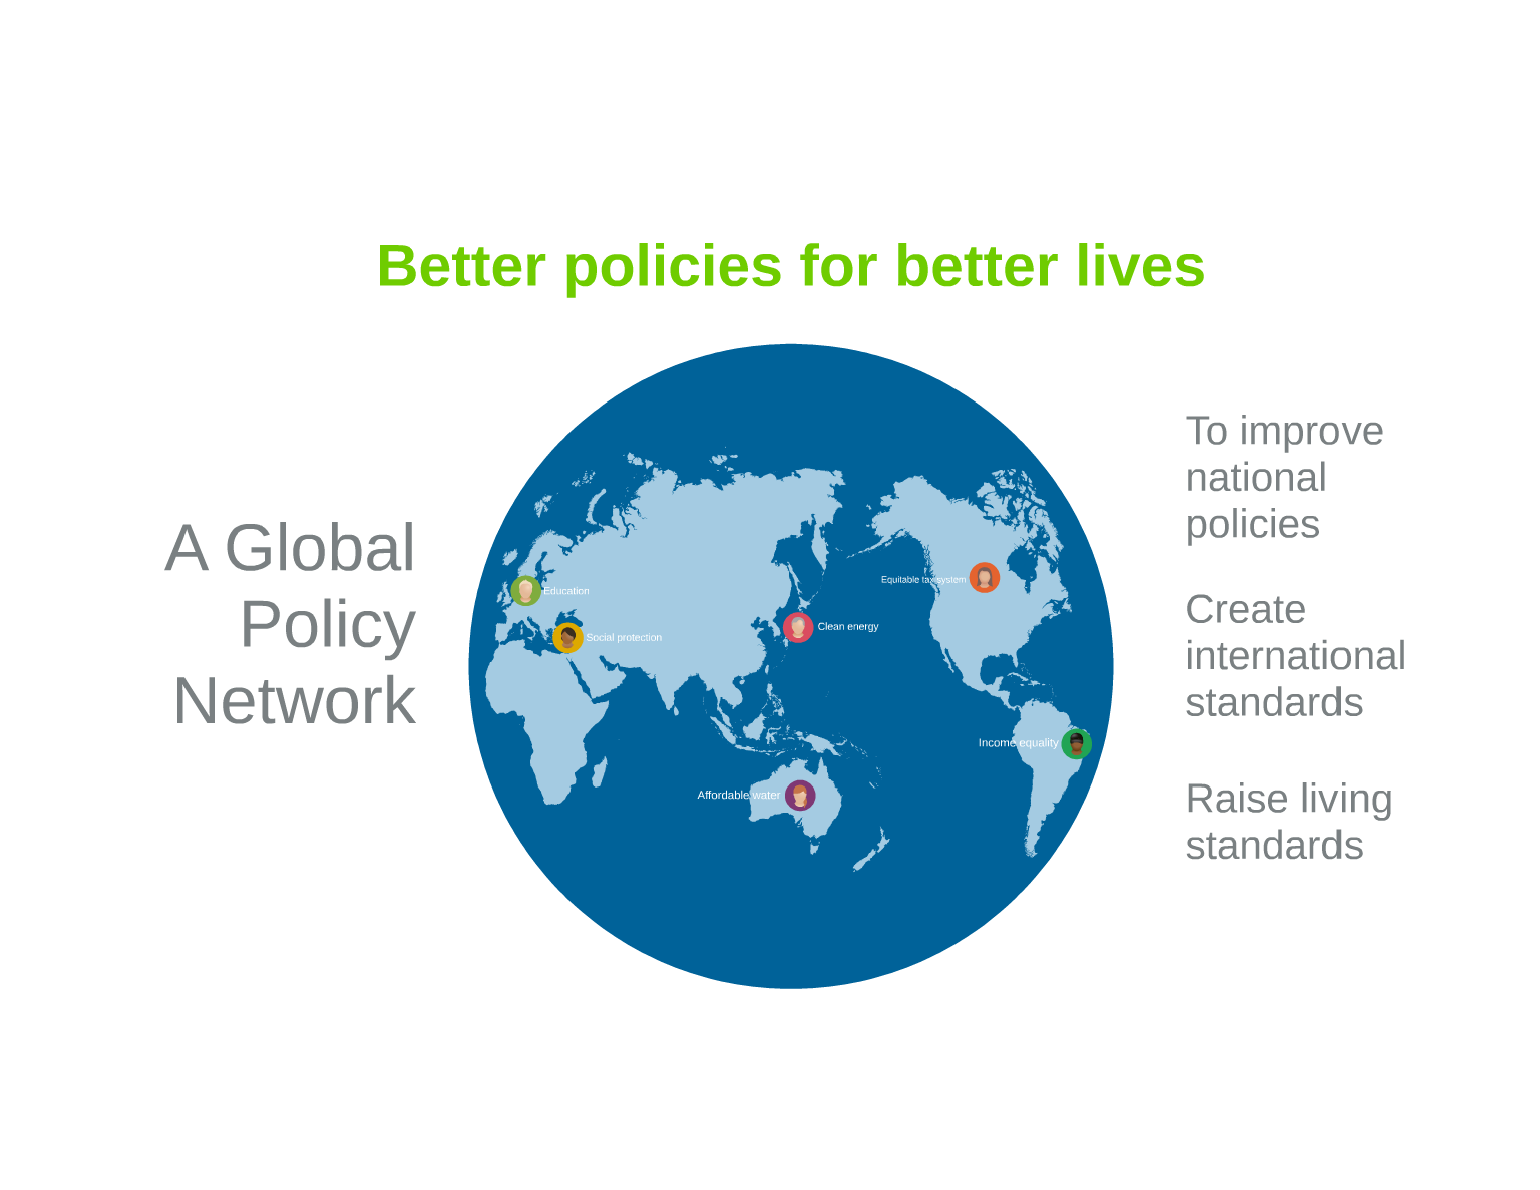 Better policies for better lives
A Global
Policy
Network
Education
Social protection
Clean energy
Equitable tax system
Income equality
Affordable water
To improve
national
policies
Create
international
standards
Raise living
standards